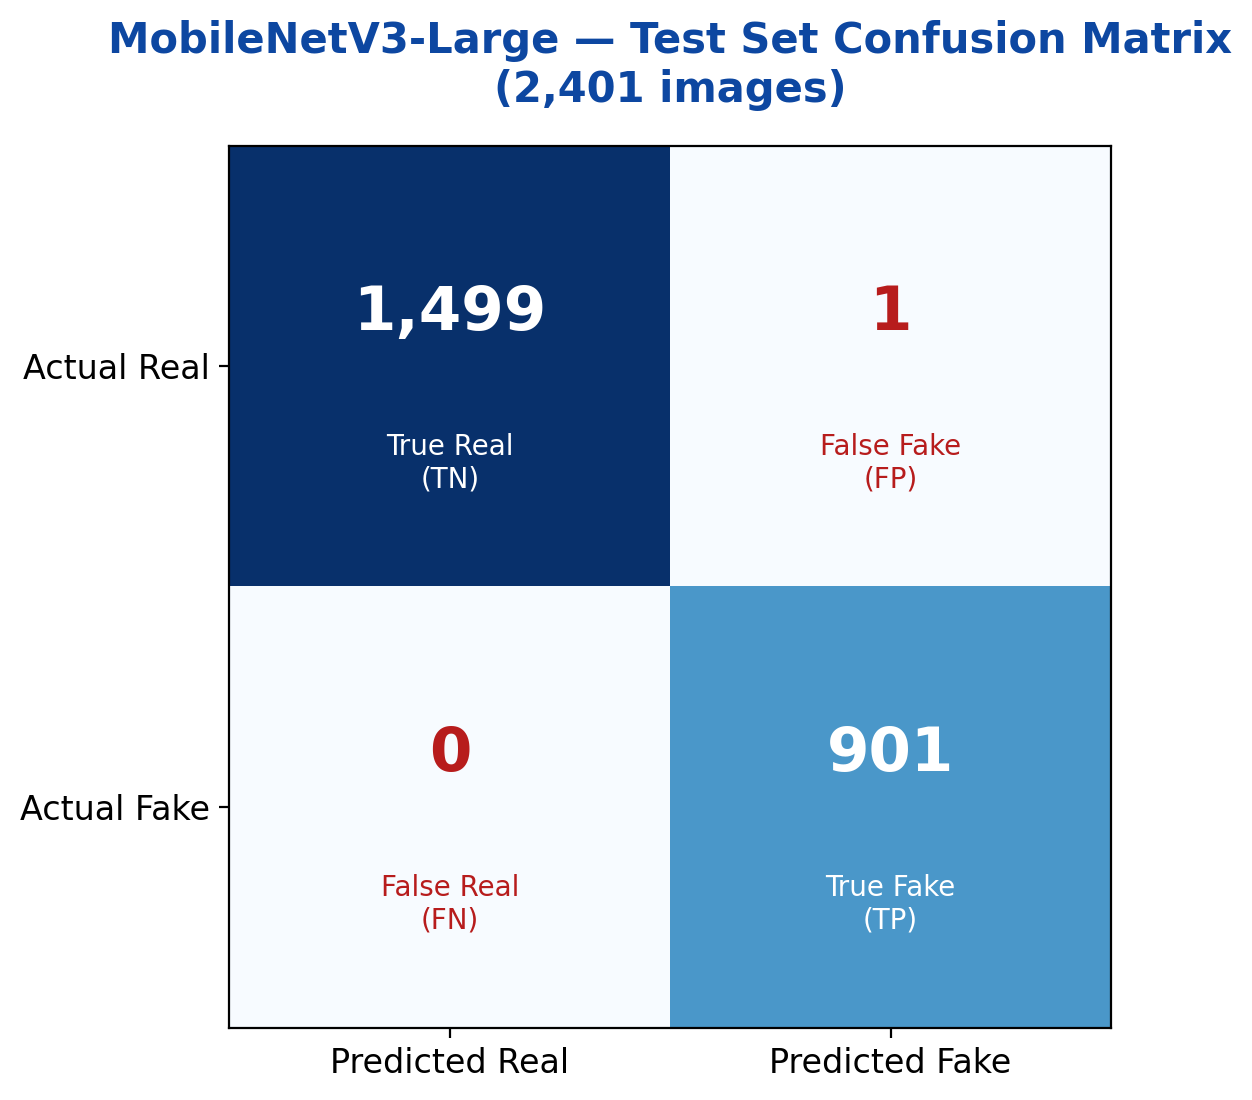 MobileNetV3-Large — Test Set Confusion Matrix
(2,401 images)
Actual Real
1,499
True Real
(TN)
1
False Fake
(FP)
Actual Fake
0
False Real
(FN)
901
True Fake
(TP)
Predicted Real
Predicted Fake